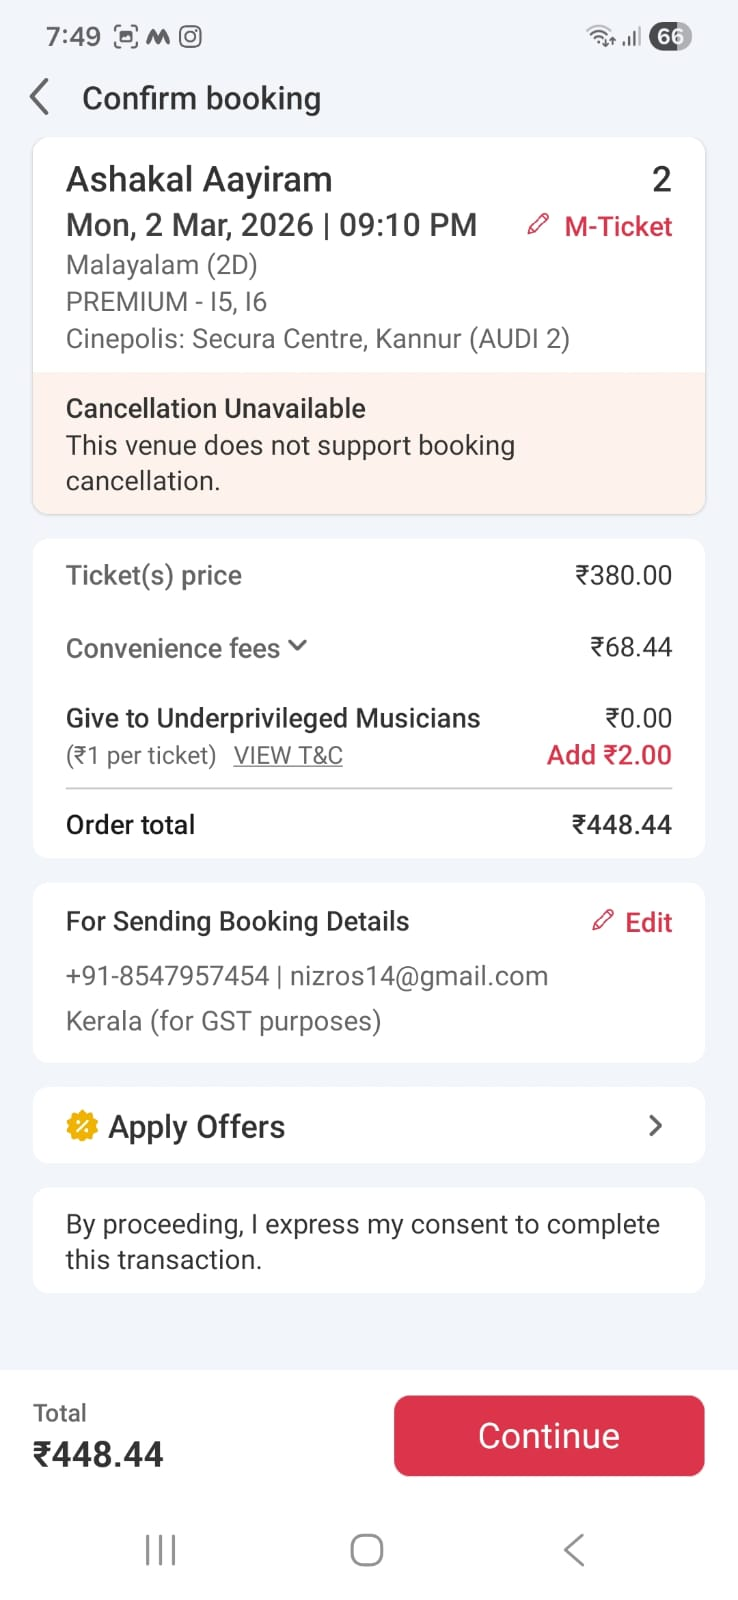 7:49
66
Confirm booking
Ashakal Aayiram 2
Mon, 2 Mar, 2026 | 09:10 PM M-Ticket
Malayalam (2D)
PREMIUM - I5, I6
Cinepolis: Secura Centre, Kannur (AUDI 2)
Cancellation Unavailable
This venue does not support booking
cancellation.
Ticket(s) price ₹380.00
Convenience fees ₹68.44
Give to Underprivileged Musicians ₹0.00
(₹1 per ticket) VIEW T&C Add ₹2.00
Order total ₹448.44
For Sending Booking Details Edit
+91-8547957454 | nizros14@gmail.com
Kerala (for GST purposes)
Apply Offers
By proceeding, I express my consent to complete
this transaction.
Total
₹448.44
Continue